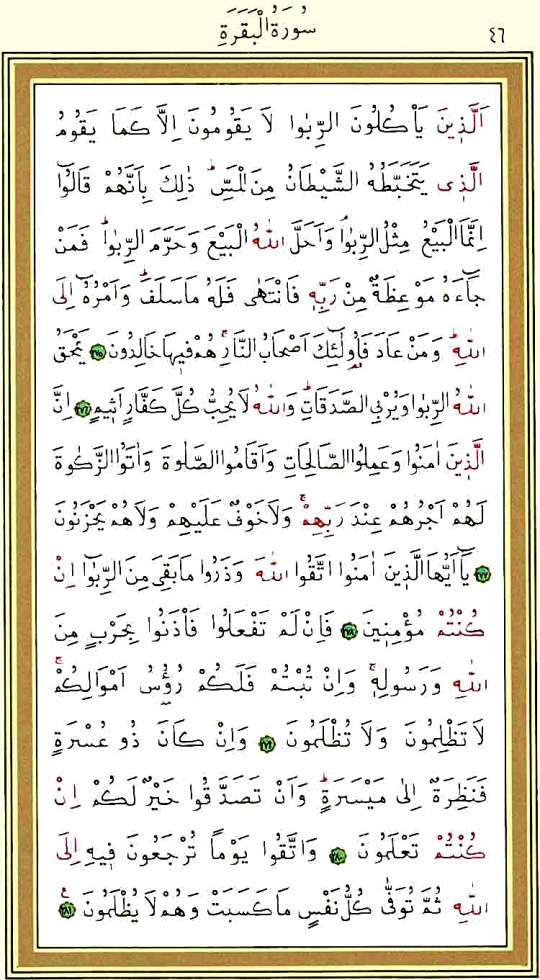 ٤٦
سُورَةُ الْبَقَرَةِ
اَلَّذ۪ينَ يَأْكُلُونَ الرِّبٰوا لَا يَقُومُونَ اِلَّا كَمَا يَقُومُ
الَّذ۪ى يَتَخَبَّطُهُ الشَّيْطَانُ مِنَ الْمَسِّۜ ذٰلِكَ بِاَنَّهُمْ قَالُٓوا
اِنَّمَا الْبَيْعُ مِثْلُ الرِّبٰواۢ وَاَحَلَّ اللّٰهُ الْبَيْعَ وَحَرَّمَ الرِّبٰواۜ فَمَنْ
جَٓاءَهُ مَوْعِظَةٌ مِنْ رَبِّه۪ فَانْتَهٰى فَلَهُ مَا سَلَفَۜ وَاَمْرُهُٓ اِلَى
اللّٰهِۜ وَمَنْ عَادَ فَاُو۬لٰٓئِكَ اَصْحَابُ النَّارِۚ هُمْ ف۪يهَا خَالِدُونَ ﴿٢٧٥﴾ يَمْحَقُ
اللّٰهُ الرِّبٰوا وَيُرْبِى الصَّدَقَاتِۜ وَاللّٰهُ لَا يُحِبُّ كُلَّ كَفَّارٍ اَث۪يمٍ ﴿٢٧٦﴾ اِنَّ
الَّذ۪ينَ اٰمَنُوا وَعَمِلُوا الصَّالِحَاتِ وَاَقَامُوا الصَّلٰوةَ وَاٰتَوُا الزَّكٰوةَ
لَهُمْ اَجْرُهُمْ عِنْدَ رَبِّهِمْۚ وَلَا خَوْفٌ عَلَيْهِمْ وَلَا هُمْ يَحْزَنُونَ
﴿٢٧٧﴾ يَٓا اَيُّهَا الَّذ۪ينَ اٰمَنُوا اتَّقُوا اللّٰهَ وَذَرُوا مَا بَقِىَ مِنَ الرِّبٰٓوا اِنْ
كُنْتُمْ مُؤْمِن۪ينَ ﴿٢٧٨﴾ فَاِنْ لَمْ تَفْعَلُوا فَأْذَنُوا بِحَرْبٍ مِنَ
اللّٰهِ وَرَسُولِه۪ۚ وَاِنْ تُبْتُمْ فَلَكُمْ رُؤُ۫سُ اَمْوَالِكُمْۚ
لَا تَظْلِمُونَ وَلَا تُظْلَمُونَ ﴿٢٧٩﴾ وَاِنْ كَانَ ذُو عُسْرَةٍ
فَنَظِرَةٌ اِلٰى مَيْسَرَةٍۜ وَاَنْ تَصَدَّقُوا خَيْرٌ لَكُمْ اِنْ
كُنْتُمْ تَعْلَمُونَ ﴿٢٨٠﴾ وَاتَّقُوا يَوْمًا تُرْجَعُونَ ف۪يهِ اِلَى
اللّٰهِ ثُمَّ تُوَفّٰى كُلُّ نَفْسٍ مَا كَسَبَتْ وَهُمْ لَا يُظْلَمُونَ۟ ﴿٢٨١﴾